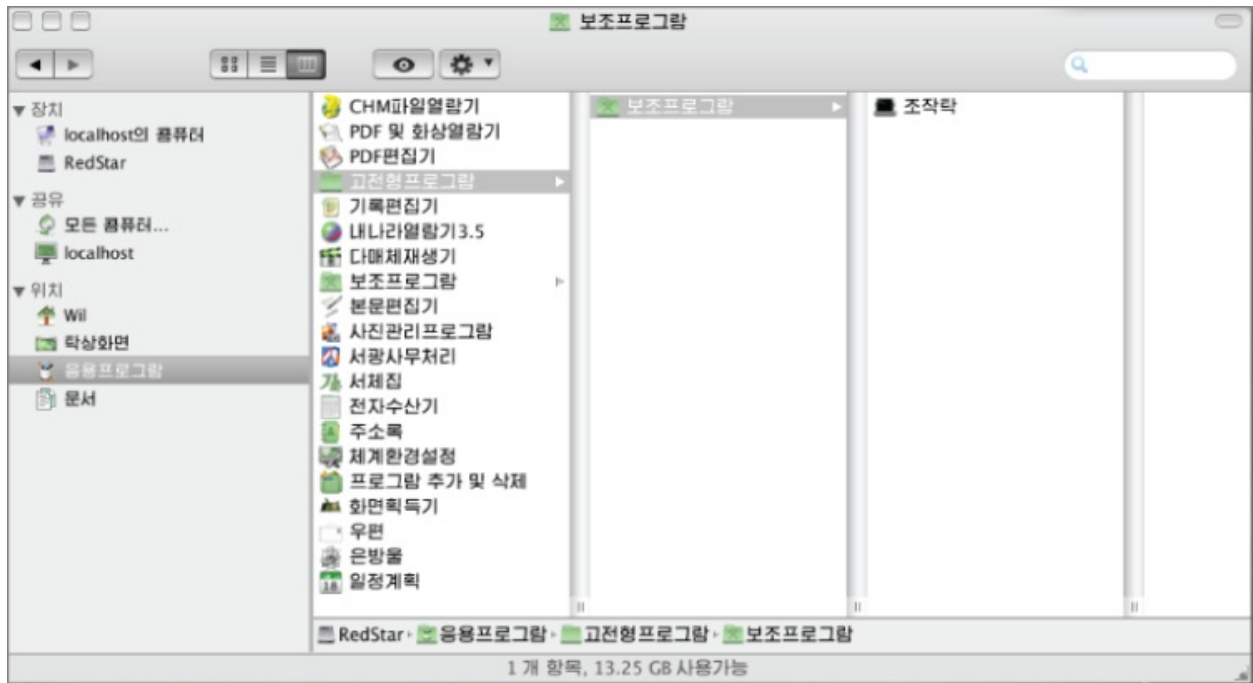 보조프로그람
장치
localhost의 콤퓨터
RedStar
공유
모든 콤퓨터...
localhost
위치
Wil
탁상화면
응용프로그람
문서
CHM파일열람기
PDF 및 화상열람기
PDF편집기
고전형프로그람
기록편집기
내나라열람기3.5
다매체재생기
보조프로그람
본문편집기
사진관리프로그람
서광사무처리
서체집
전자수산기
주소록
체계환경설정
프로그람 추가 및 삭제
화면획득기
우편
은방울
18 일정계획
보조프로그람
조작탁
RedStar 응용프로그람 고전형프로그람 보조프로그람
1 개 항목, 13.25 GB 사용가능